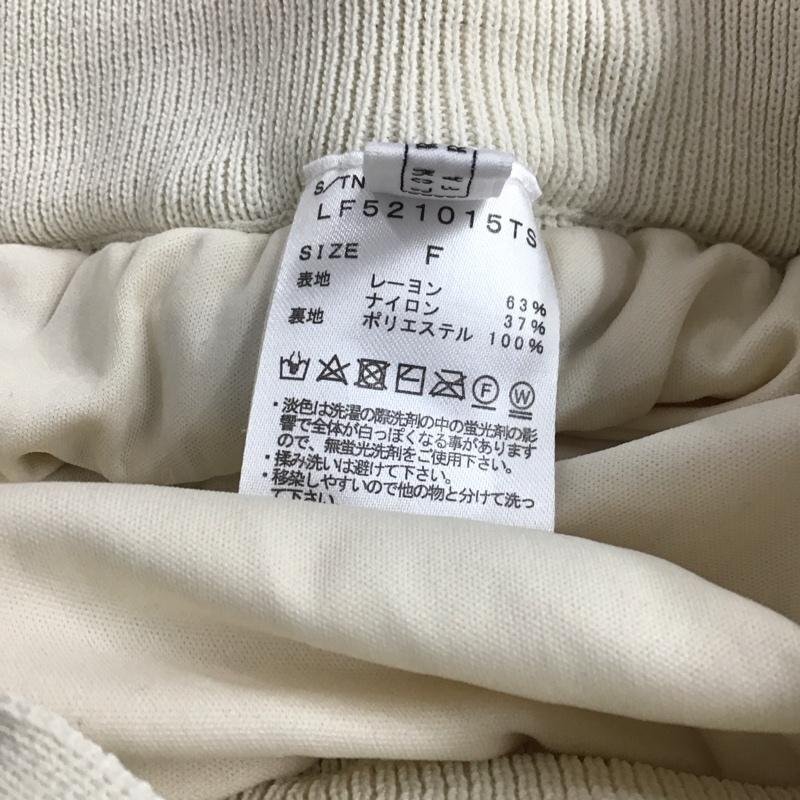 S/TN
LF521015TS
SIZE F
表地 レーヨン 63%
ナイロン 37%
裏地 ポリエステル 100%
F W
・淡色は洗濯の際洗剤の中の蛍光剤の影
響で全体が白っぽくなる事があります
ので、無蛍光洗剤をご使用下さい。
・揉み洗いは避けて下さい。
・移染しやすいので他の物と分けて洗っ
て下さい。